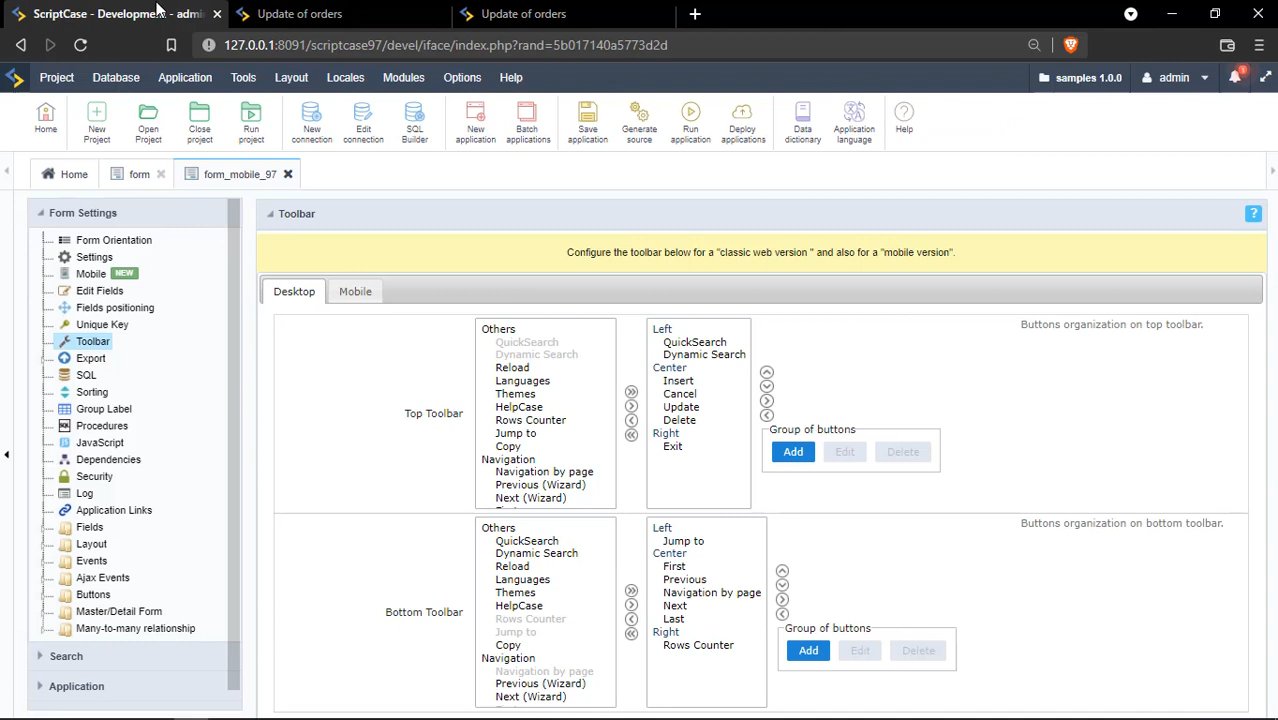 ScriptCase - Development - admi
Update of orders
Update of orders
127.0.0.1:8091/scriptcase97/devel/iface/index.php?rand=5b017140a5773d2d
Project Database Application Tools Layout Locales Modules Options Help
samples 1.0.0
admin
1
Home
New Project
Open Project
Close project
Run project
New connection
Edit connection
SQL Builder
New application
Batch applications
Save application
Generate source
Run application
Deploy applications
Data dictionary
Application language
Help
Home
form
form_mobile_97
Form Settings
Form Orientation
Settings
Mobile NEW
Edit Fields
Fields positioning
Unique Key
Toolbar
Export
SQL
Sorting
Group Label
Procedures
JavaScript
Dependencies
Security
Log
Application Links
Fields
Layout
Events
Ajax Events
Buttons
Master/Detail Form
Many-to-many relationship
Search
Application
Toolbar
?
Configure the toolbar below for a "classic web version " and also for a "mobile version".
Desktop
Mobile
Top Toolbar
Others
QuickSearch
Dynamic Search
Reload
Languages
Themes
HelpCase
Rows Counter
Jump to
Copy
Navigation
Navigation by page
Previous (Wizard)
Next (Wizard)
Left
QuickSearch
Dynamic Search
Center
Insert
Cancel
Update
Delete
Right
Exit
Group of buttons
Add Edit Delete
Buttons organization on top toolbar.
Bottom Toolbar
Others
QuickSearch
Dynamic Search
Reload
Languages
Themes
HelpCase
Rows Counter
Jump to
Copy
Navigation
Navigation by page
Previous (Wizard)
Next (Wizard)
Left
Jump to
Center
First
Previous
Navigation by page
Next
Last
Right
Rows Counter
Group of buttons
Add Edit Delete
Buttons organization on bottom toolbar.